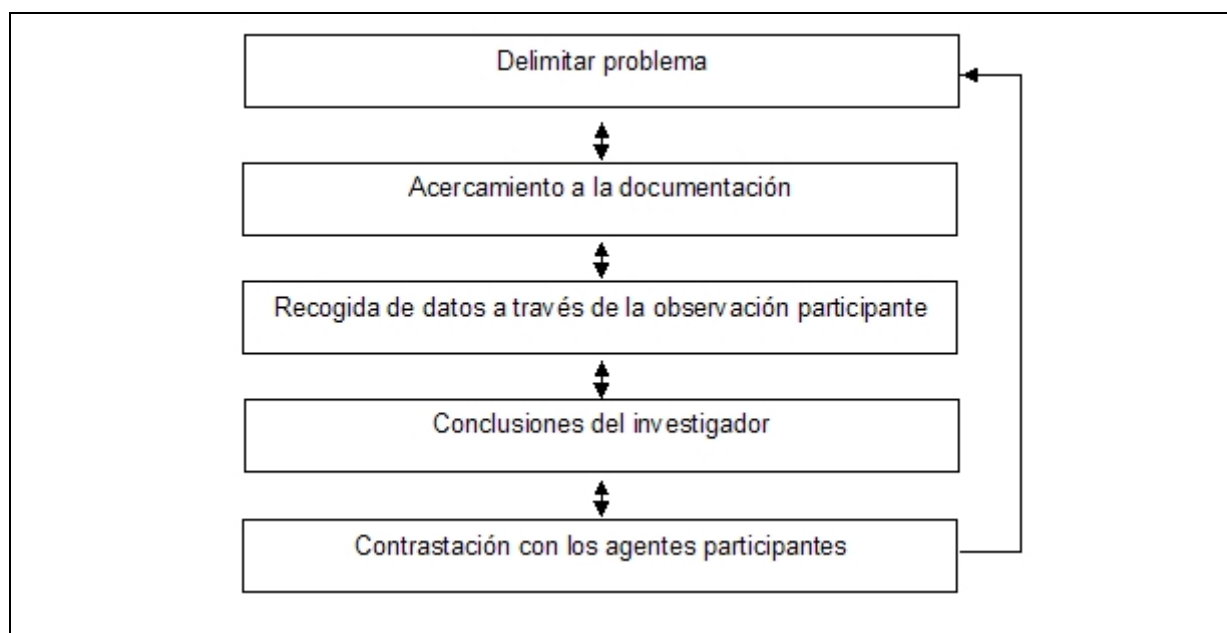 Delimitar problema
Acercamiento a la documentación
Recogida de datos a través de la observación participante
Conclusiones del investigador
Contrastación con los agentes participantes